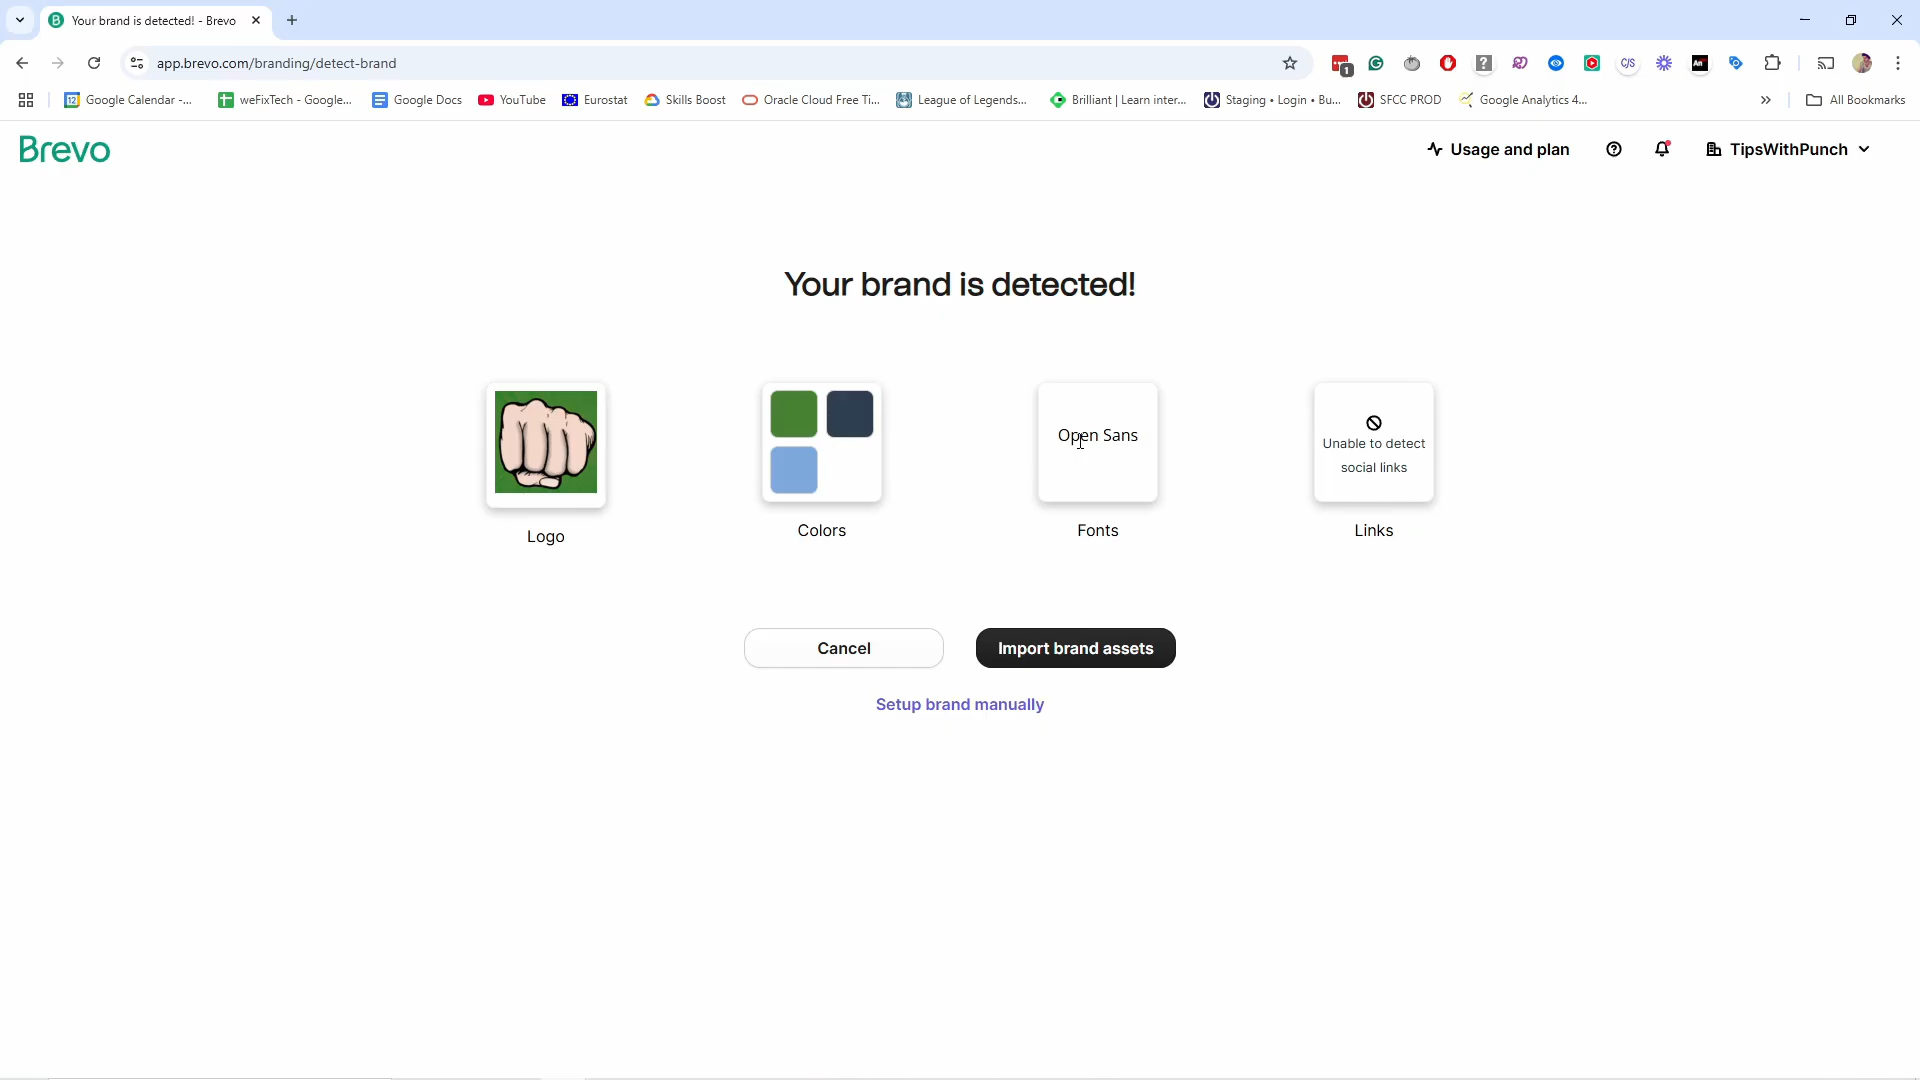 Your brand is detected! - Brevo
app.brevo.com/branding/detect-brand
1
C/S
An
12 Google Calendar -...
weFixTech - Google...
Google Docs
YouTube
Eurostat
Skills Boost
Oracle Cloud Free Ti...
League of Legends...
Brilliant | Learn inter...
Staging • Login • Bu...
SFCC PROD
Google Analytics 4...
All Bookmarks
Brevo
Usage and plan
TipsWithPunch
Your brand is detected!
Logo
Colors
Open Sans
Fonts
Unable to detect
social links
Links
Cancel
Import brand assets
Setup brand manually